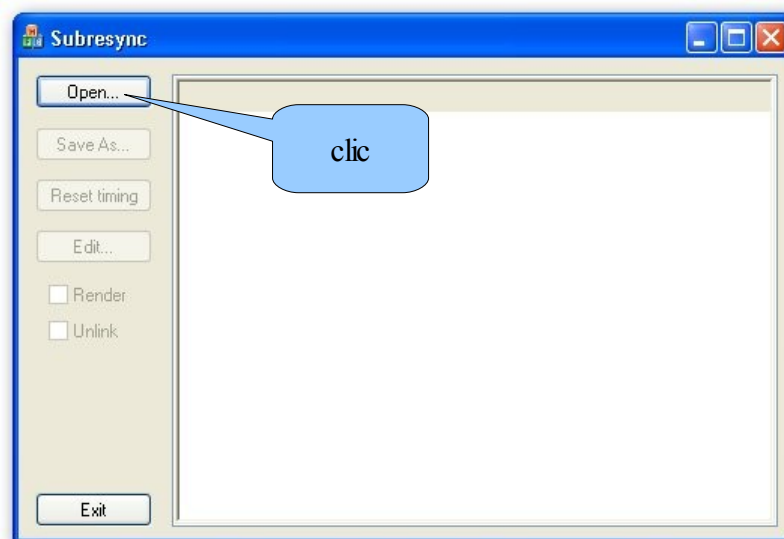 Subresync
Open...
clic
Save As...
Reset timing
Edit...
Render
Unlink
Exit